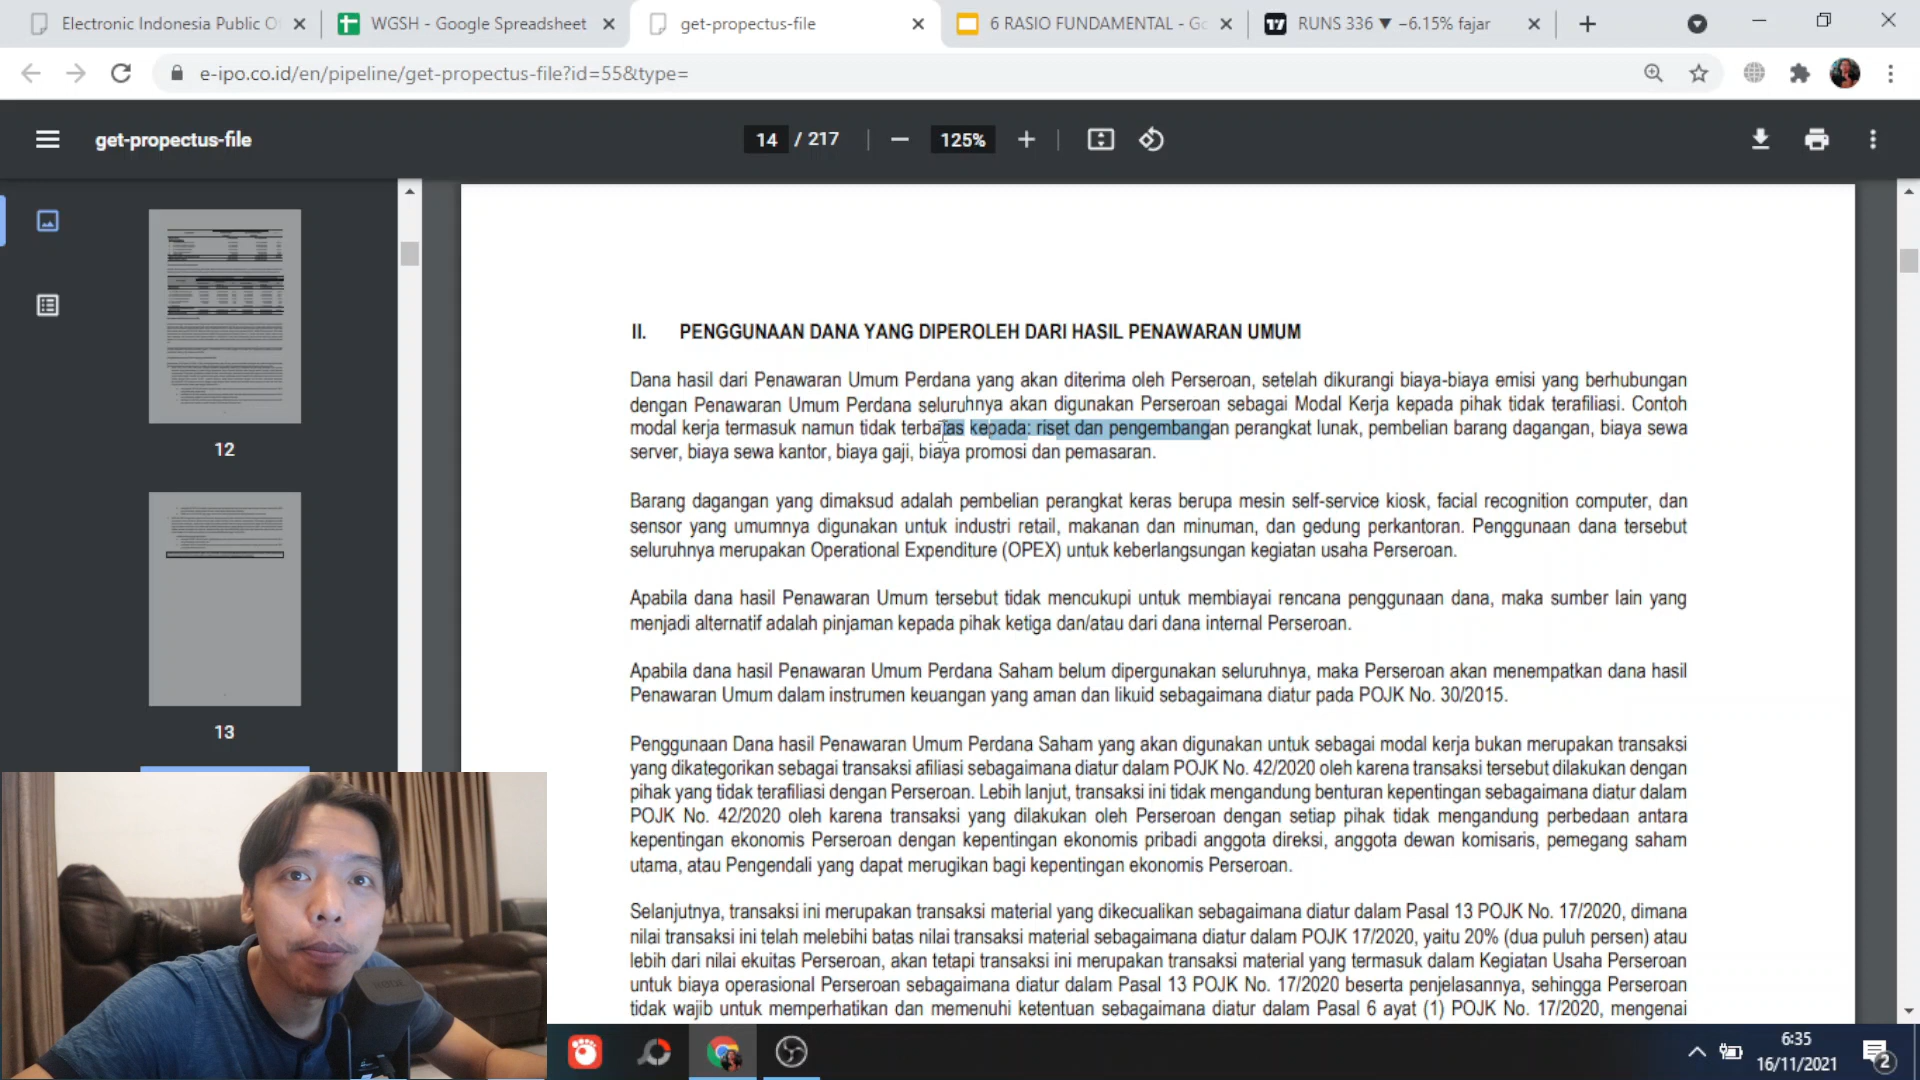 Electronic Indonesia Public O
WGSH - Google Spreadsheet
get-propectus-file
6 RASIO FUNDAMENTAL - Go
RUNS 336 ▼ −6.15% fajar
e-ipo.co.id/en/pipeline/get-propectus-file?id=55&type=
get-propectus-file
14 / 217
125%
12
13
II. PENGGUNAAN DANA YANG DIPEROLEH DARI HASIL PENAWARAN UMUM
Dana hasil dari Penawaran Umum Perdana yang akan diterima oleh Perseroan, setelah dikurangi biaya-biaya emisi yang berhubungan
dengan Penawaran Umum Perdana seluruhnya akan digunakan Perseroan sebagai Modal Kerja kepada pihak tidak terafiliasi. Contoh
modal kerja termasuk namun tidak terbatas kepada: riset dan pengembangan perangkat lunak, pembelian barang dagangan, biaya sewa
server, biaya sewa kantor, biaya gaji, biaya promosi dan pemasaran.
Barang dagangan yang dimaksud adalah pembelian perangkat keras berupa mesin self-service kiosk, facial recognition computer, dan
sensor yang umumnya digunakan untuk industri retail, makanan dan minuman, dan gedung perkantoran. Penggunaan dana tersebut
seluruhnya merupakan Operational Expenditure (OPEX) untuk keberlangsungan kegiatan usaha Perseroan.
Apabila dana hasil Penawaran Umum tersebut tidak mencukupi untuk membiayai rencana penggunaan dana, maka sumber lain yang
menjadi alternatif adalah pinjaman kepada pihak ketiga dan/atau dari dana internal Perseroan.
Apabila dana hasil Penawaran Umum Perdana Saham belum dipergunakan seluruhnya, maka Perseroan akan menempatkan dana hasil
Penawaran Umum dalam instrumen keuangan yang aman dan likuid sebagaimana diatur pada POJK No. 30/2015.
Penggunaan Dana hasil Penawaran Umum Perdana Saham yang akan digunakan untuk sebagai modal kerja bukan merupakan transaksi
yang dikategorikan sebagai transaksi afiliasi sebagaimana diatur dalam POJK No. 42/2020 oleh karena transaksi tersebut dilakukan dengan
pihak yang tidak terafiliasi dengan Perseroan. Lebih lanjut, transaksi ini tidak mengandung benturan kepentingan sebagaimana diatur dalam
POJK No. 42/2020 oleh karena transaksi yang dilakukan oleh Perseroan dengan setiap pihak tidak mengandung perbedaan antara
kepentingan ekonomis Perseroan dengan kepentingan ekonomis pribadi anggota direksi, anggota dewan komisaris, pemegang saham
utama, atau Pengendali yang dapat merugikan bagi kepentingan ekonomis Perseroan.
Selanjutnya, transaksi ini merupakan transaksi material yang dikecualikan sebagaimana diatur dalam Pasal 13 POJK No. 17/2020, dimana
nilai transaksi ini telah melebihi batas nilai transaksi material sebagaimana diatur dalam POJK 17/2020, yaitu 20% (dua puluh persen) atau
lebih dari nilai ekuitas Perseroan, akan tetapi transaksi ini merupakan transaksi material yang termasuk dalam Kegiatan Usaha Perseroan
untuk biaya operasional Perseroan sebagaimana diatur dalam Pasal 13 POJK No. 17/2020 beserta penjelasannya, sehingga Perseroan
tidak wajib untuk memperhatikan dan memenuhi ketentuan sebagaimana diatur dalam Pasal 6 ayat (1) POJK No. 17/2020, mengenai
6:35
16/11/2021
2